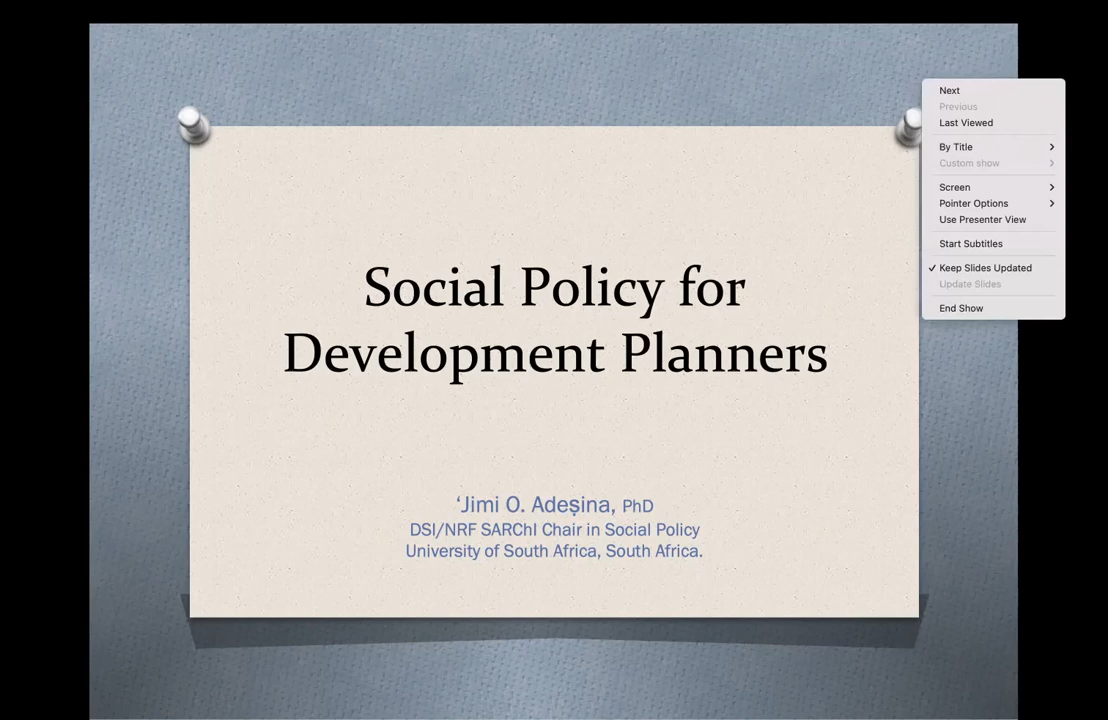 Social Policy for
Development Planners
‘Jimi O. Adeṣina, PhD
DSI/NRF SARChI Chair in Social Policy
University of South Africa, South Africa.
Next
Previous
Last Viewed
By Title
Custom show
Screen
Pointer Options
Use Presenter View
Start Subtitles
Keep Slides Updated
Update Slides
End Show